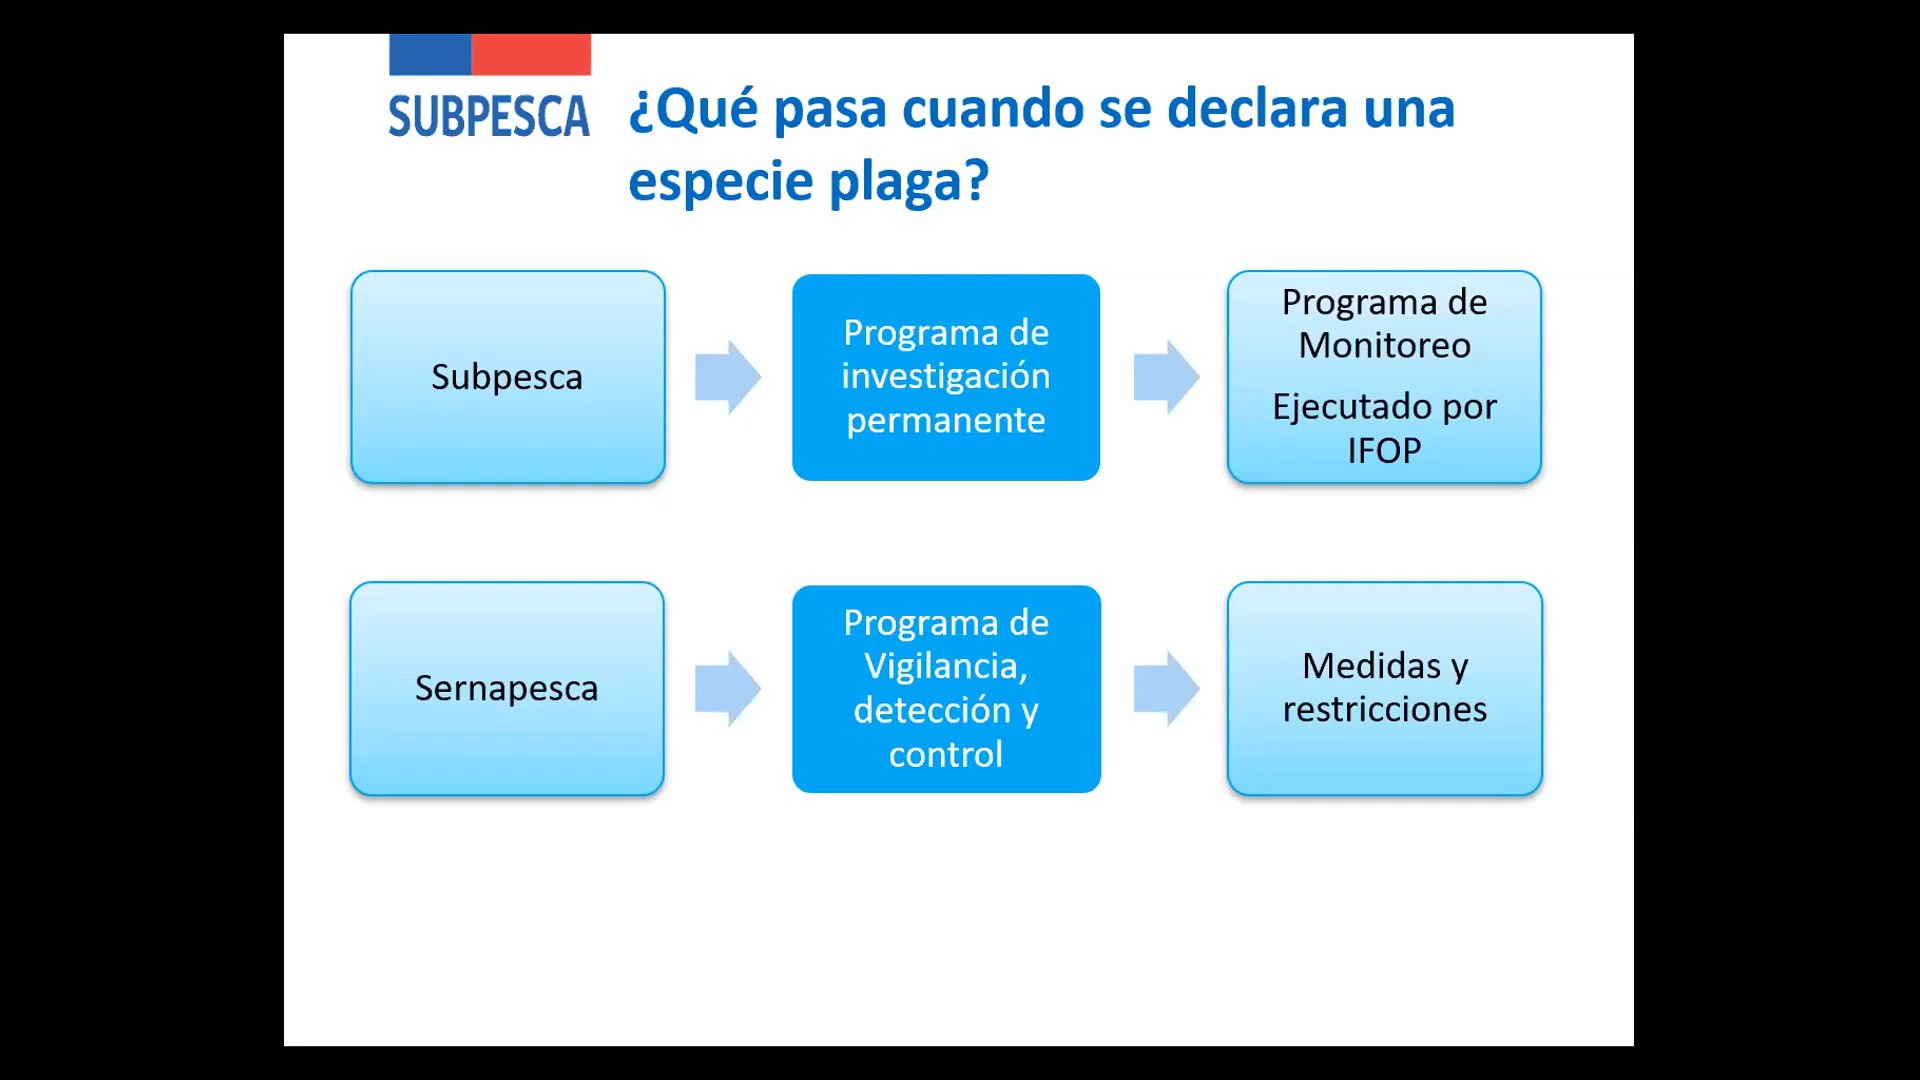 SUBPESCA
¿Qué pasa cuando se declara una
especie plaga?
Subpesca
Programa de
investigación
permanente
Programa de
Monitoreo
Ejecutado por
IFOP
Sernapesca
Programa de
Vigilancia,
detección y
control
Medidas y
restricciones